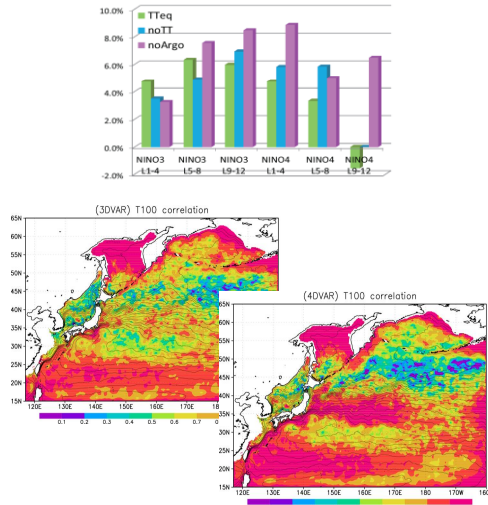 10.0%
8.0%
6.0%
4.0%
2.0%
0.0%
-2.0%
TTeq
noTT
noArgo
NINO3 NINO3 NINO3 NINO4 NINO4 NINO4
L1-4 L5-8 L9-12 L1-4 L5-8 L9-12
(3DVAR) T100 correlation
65N
60N
55N
50N
45N
40N
35N
30N
25N
20N
15N
120E 130E 140E 150E 160E 170E 18
0.1 0.2 0.3 0.4 0.5 0.6 0.7 0
(4DVAR) T100 correlation
65N
60N
55N
50N
45N
40N
35N
30N
25N
20N
15N
120E 130E 140E 150E 160E 170E 180 170W 160